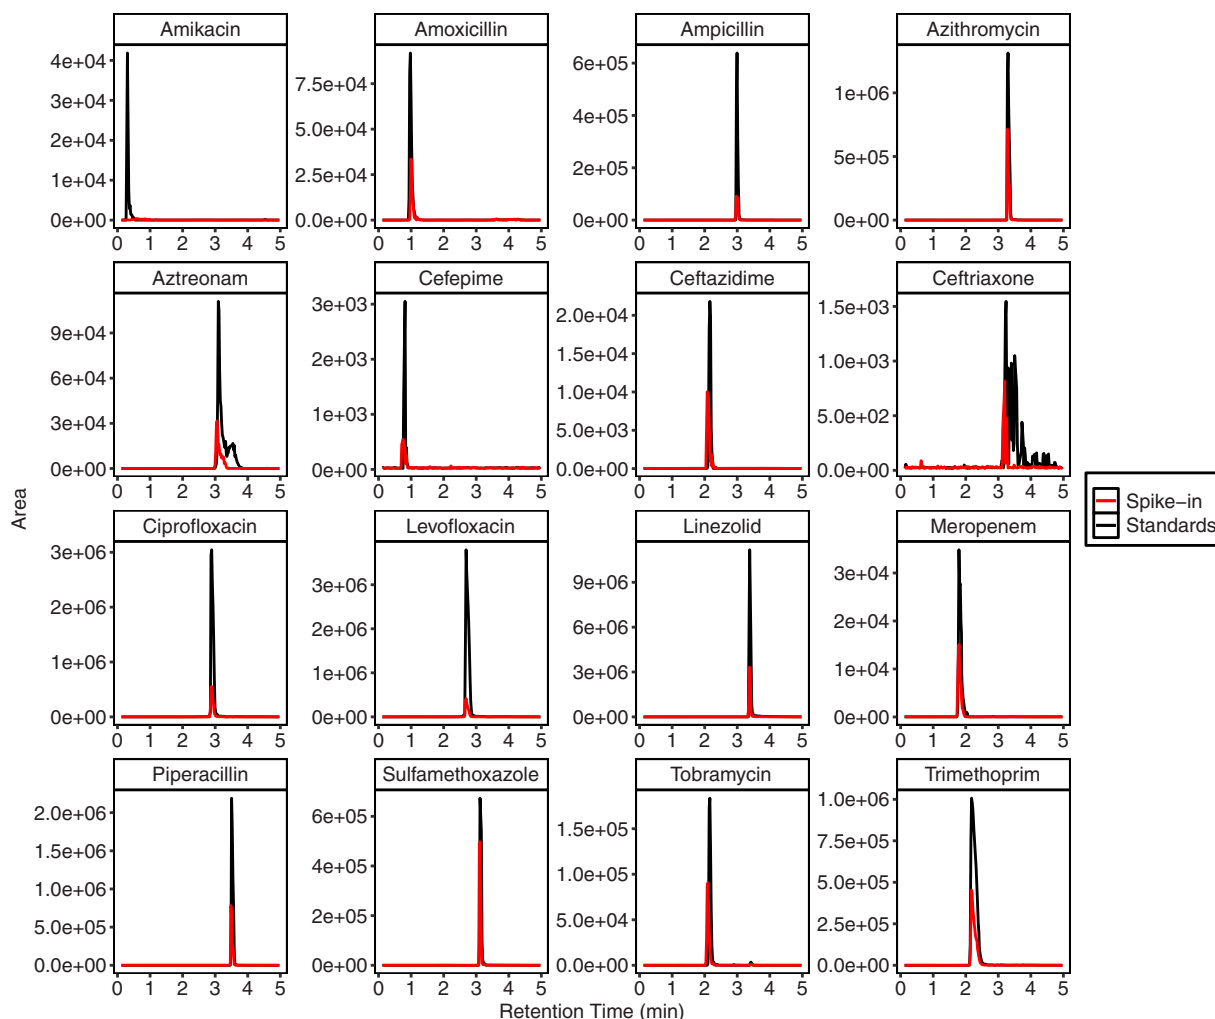 Amikacin Amoxicillin Ampicillin Azithromycin
4e+04
3e+04
2e+04
1e+04
0e+00
7.5e+04
5.0e+04
2.5e+04
0.0e+00
6e+05
4e+05
2e+05
0e+00
1e+06
5e+05
0e+00
0 1 2 3 4 5 0 1 2 3 4 5 0 1 2 3 4 5 0 1 2 3 4 5
Aztreonam Cefepime Ceftazidime Ceftriaxone
9e+04
6e+04
3e+04
0e+00
3e+03
2e+03
1e+03
0e+00
2.0e+04
1.5e+04
1.0e+04
5.0e+03
0.0e+00
1.5e+03
1.0e+03
5.0e+02
0.0e+00
0 1 2 3 4 5 0 1 2 3 4 5 0 1 2 3 4 5 0 1 2 3 4 5
Ciprofloxacin Levofloxacin Linezolid Meropenem
3e+06
2e+06
1e+06
0e+00
3e+06
2e+06
1e+06
0e+00
9e+06
6e+06
3e+06
0e+00
3e+04
2e+04
1e+04
0e+00
0 1 2 3 4 5 0 1 2 3 4 5 0 1 2 3 4 5 0 1 2 3 4 5
Piperacillin Sulfamethoxazole Tobramycin Trimethoprim
2.0e+06
1.5e+06
1.0e+06
5.0e+05
0.0e+00
6e+05
4e+05
2e+05
0e+00
1.5e+05
1.0e+05
5.0e+04
0.0e+00
1.0e+06
7.5e+05
5.0e+05
2.5e+05
0.0e+00
0 1 2 3 4 5 0 1 2 3 4 5 0 1 2 3 4 5 0 1 2 3 4 5
Area
Retention Time (min)
Spike−in
Standards